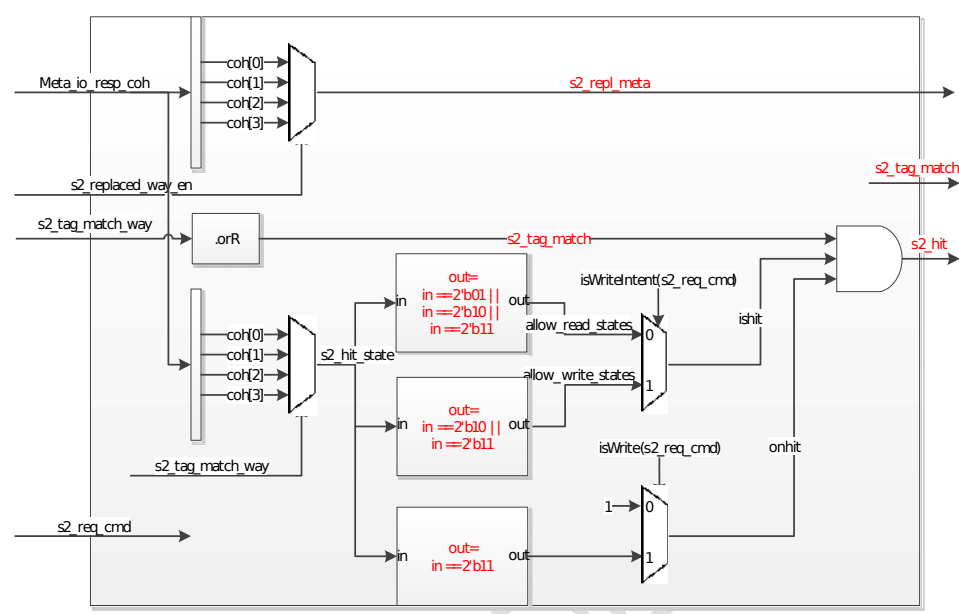 coh[0]
Meta_io_resp_coh
coh[1]
s2_repl_meta
coh[2]
coh[3]
s2_tag_match
s2_replaced_way_en
s2_tag_match_way
.orR
s2_tag_match
s2_hit
out=
in ==2'b01 ||
in ==2'b10 ||
in ==2'b11
in
out
isWriteIntent(s2_req_cmd)
allow_read_states
0
ishit
coh[0]
coh[1]
coh[2]
coh[3]
s2_hit_state
allow_write_states
1
out=
in ==2'b10 ||
in ==2'b11
in
out
s2_tag_match_way
isWrite(s2_req_cmd)
onhit
s2_req_cmd
1
0
out=
in ==2'b11
in
out
1